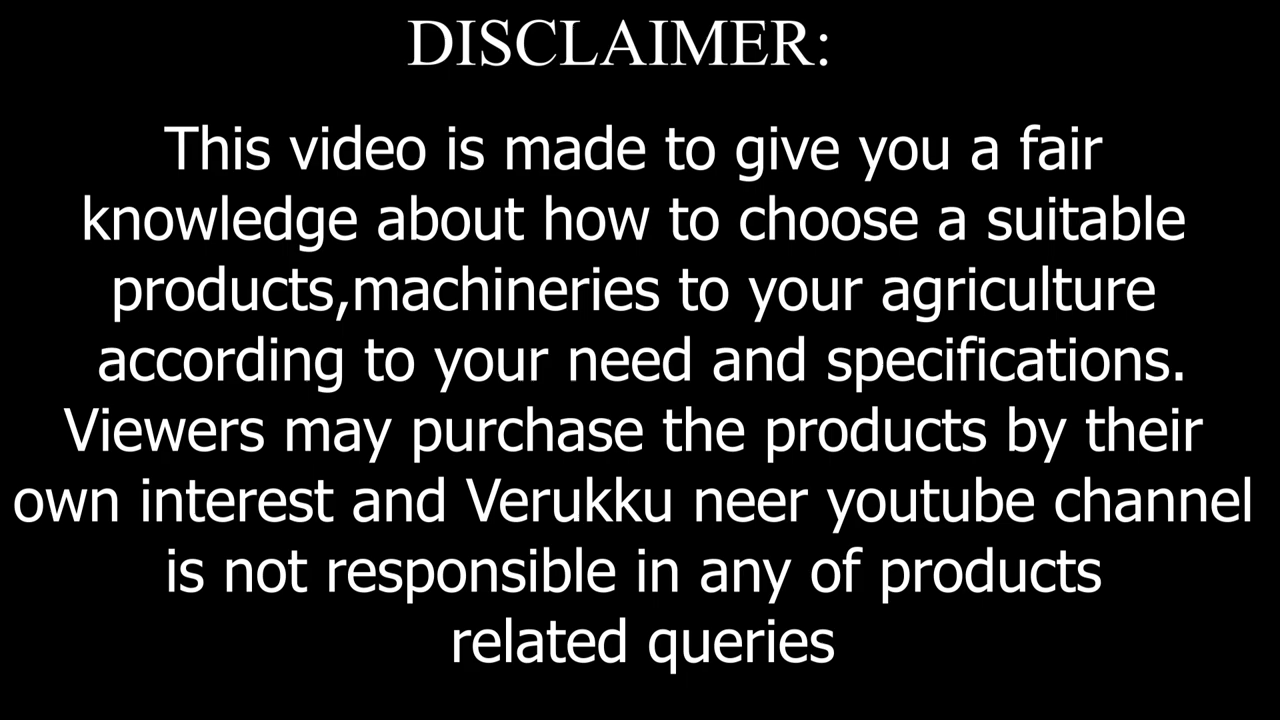 DISCLAIMER:
This video is made to give you a fair
knowledge about how to choose a suitable
products,machineries to your agriculture
according to your need and specifications.
Viewers may purchase the products by their
own interest and Verukku neer youtube channel
is not responsible in any of products
related queries